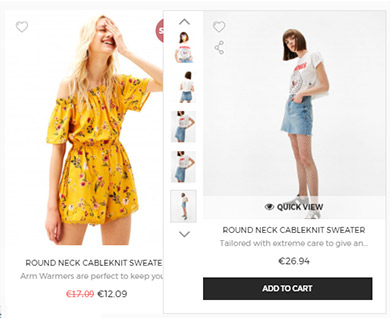 S
ROUND NECK CABLEKNIT SWEATE
Arm Warmers are perfect to keep you
€17.09 €12.09
QUICK VIEW
ROUND NECK CABLEKNIT SWEATER
Tailored with extreme care to give an...
€26.94
ADD TO CART